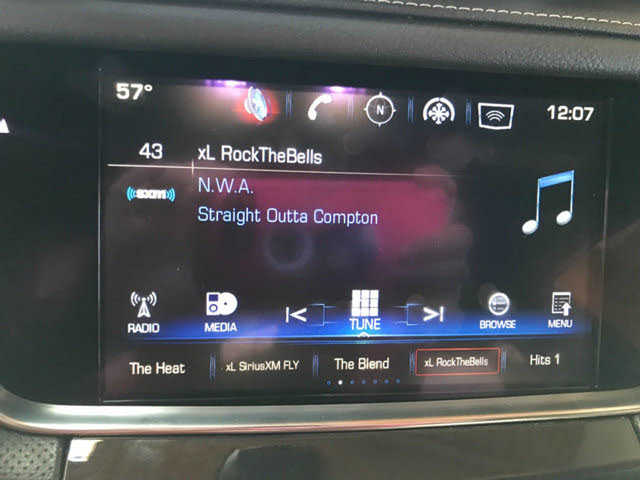 57°
N
12:07
43 xL RockTheBells
((sxm))
N.W.A.
Straight Outta Compton
RADIO MEDIA TUNE BROWSE MENU
The Heat xL SiriusXM FLY The Blend xL RockTheBells Hits 1